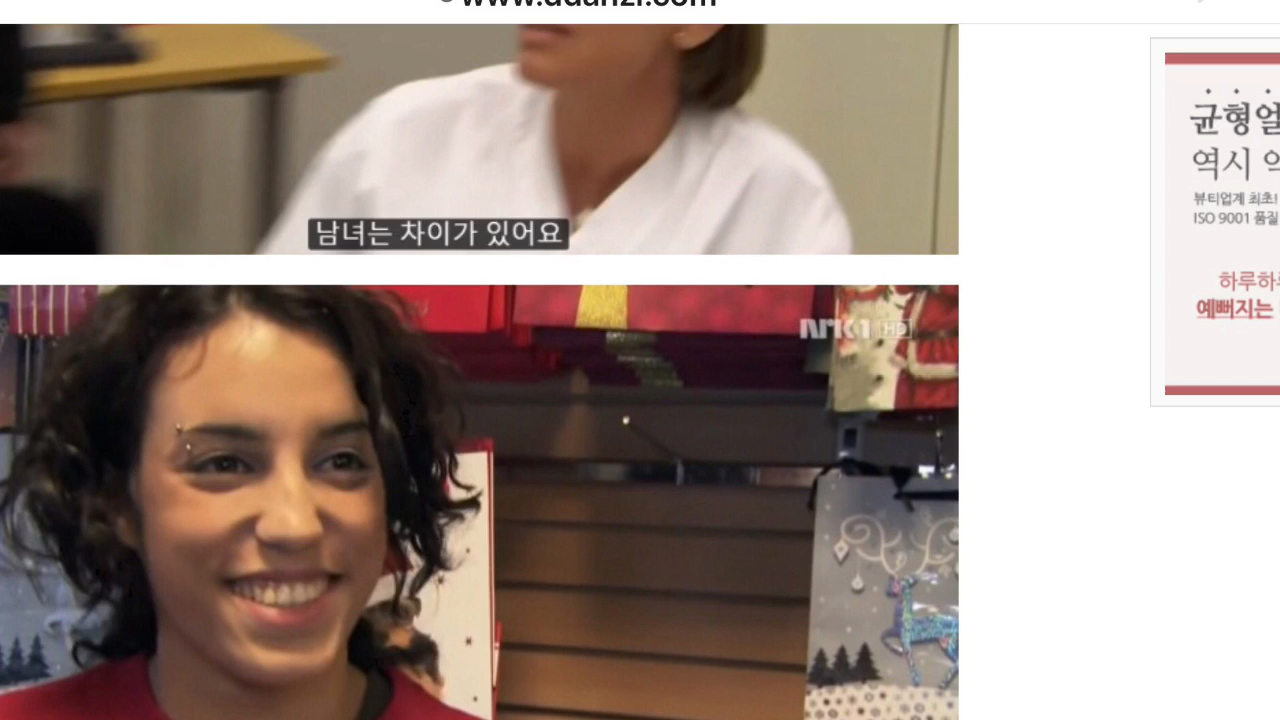 www.ddanzi.com
남녀는 차이가 있어요
NRK1 HD
균형얼
역시
뷰티업계 최초!
ISO 9001 품질
하루하루
예뻐지는